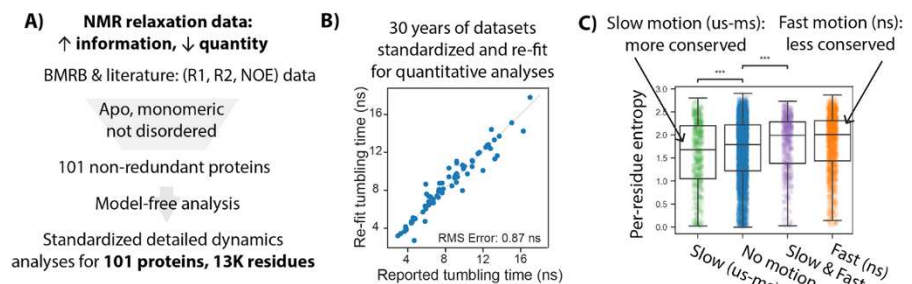 A)
NMR relaxation data:
↑ information, ↓ quantity
BMRB & literature: (R1, R2, NOE) data
Apo, monomeric
not disordered
101 non-redundant proteins
Model-free analysis
Standardized detailed dynamics
analyses for 101 proteins, 13K residues
B)
30 years of datasets
standardized and re-fit
for quantitative analyses
Re-fit tumbling time (ns)
16
12
8
4
RMS Error: 0.87 ns
4
8
12
16
Reported tumbling time (ns)
C)
Slow motion (us-ms):
more conserved
Fast motion (ns):
less conserved
***
***
Per-residue entropy
3.0
2.5
2.0
1.5
1.0
0.5
0.0
Slow (us-ms)
No motion
Slow & Fast
Fast (ns)